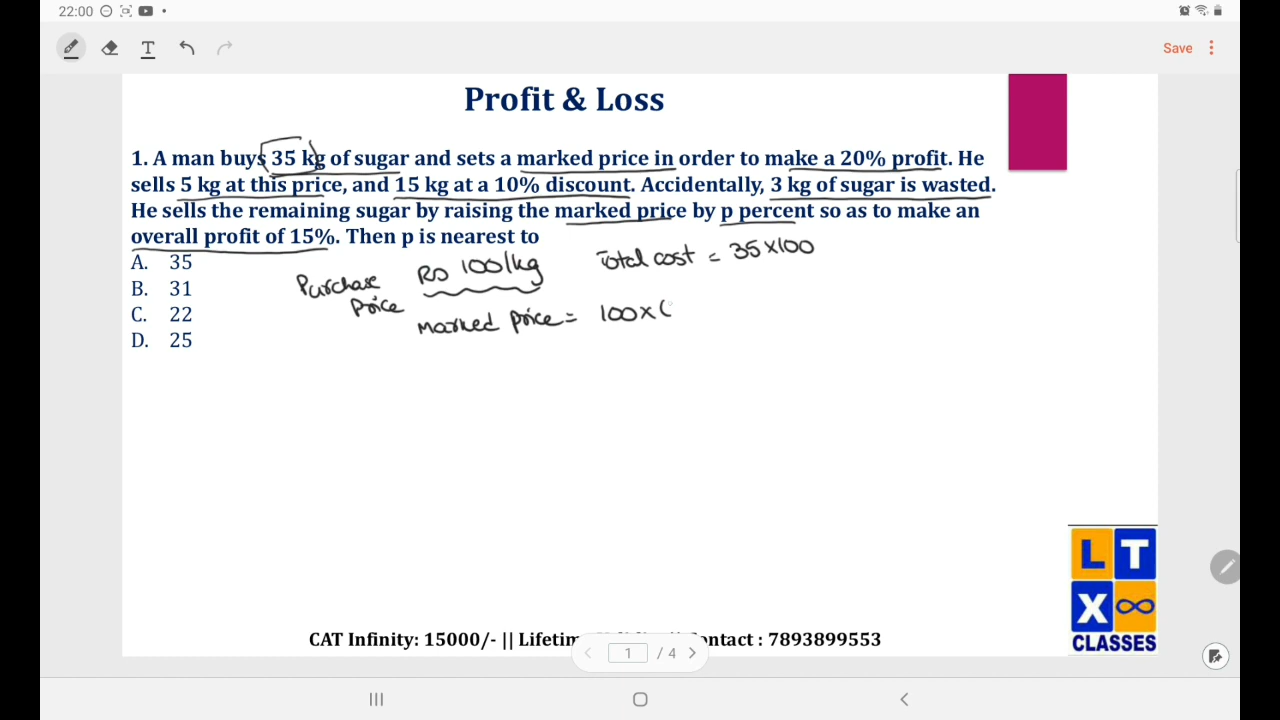 22:00
Save
Profit & Loss
1. A man buys 35 kg of sugar and sets a marked price in order to make a 20% profit. He
sells 5 kg at this price, and 15 kg at a 10% discount. Accidentally, 3 kg of sugar is wasted.
He sells the remaining sugar by raising the marked price by p percent so as to make an
overall profit of 15%. Then p is nearest to
A. 35
B. 31
C. 22
D. 25
Purchase Price
Rs 100/kg
Total cost = 35×100
Marked price = 100×(
L T
X ∞
CLASSES
CAT Infinity: 15000/- || Lifetim
ontact : 7893899553
1 / 4